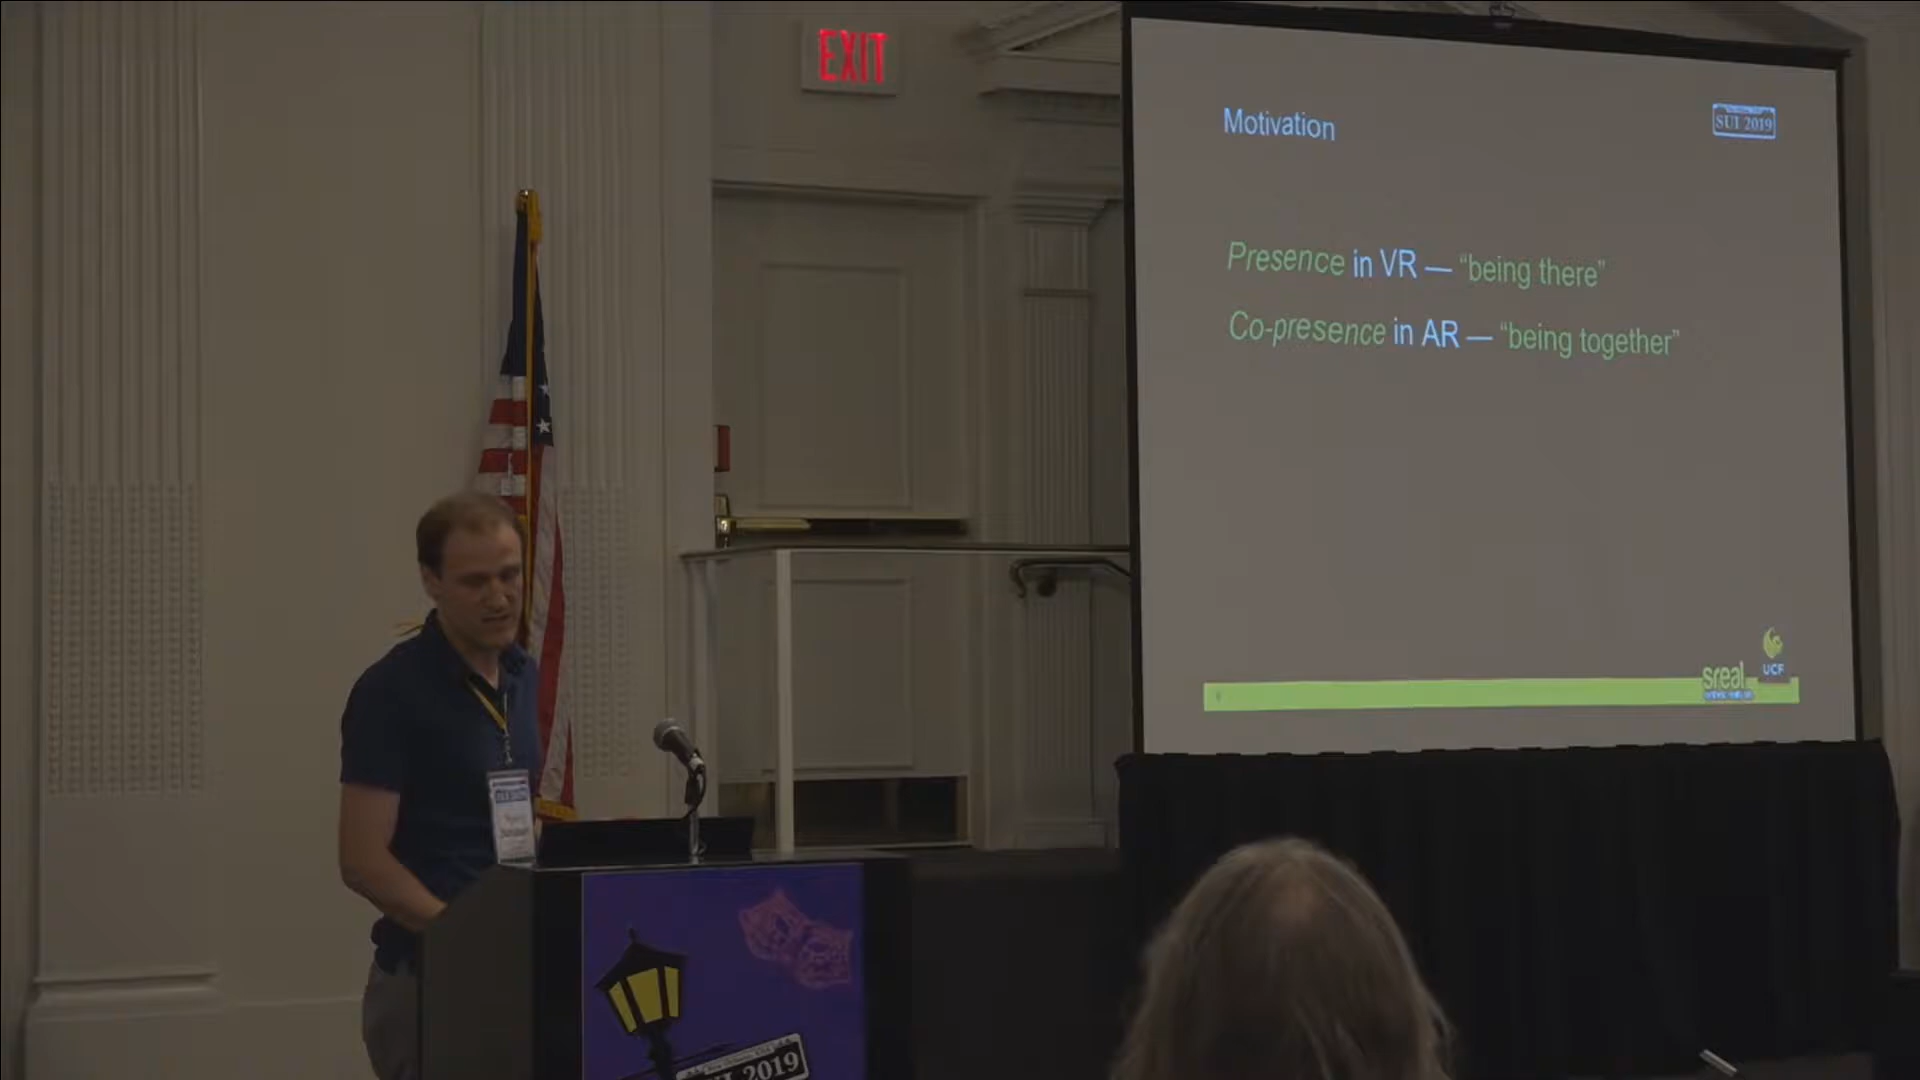 EXIT
Motivation
SUI 2019
Presence in VR — “being there”
Co-presence in AR — “being together”
sreal
UCF
2019